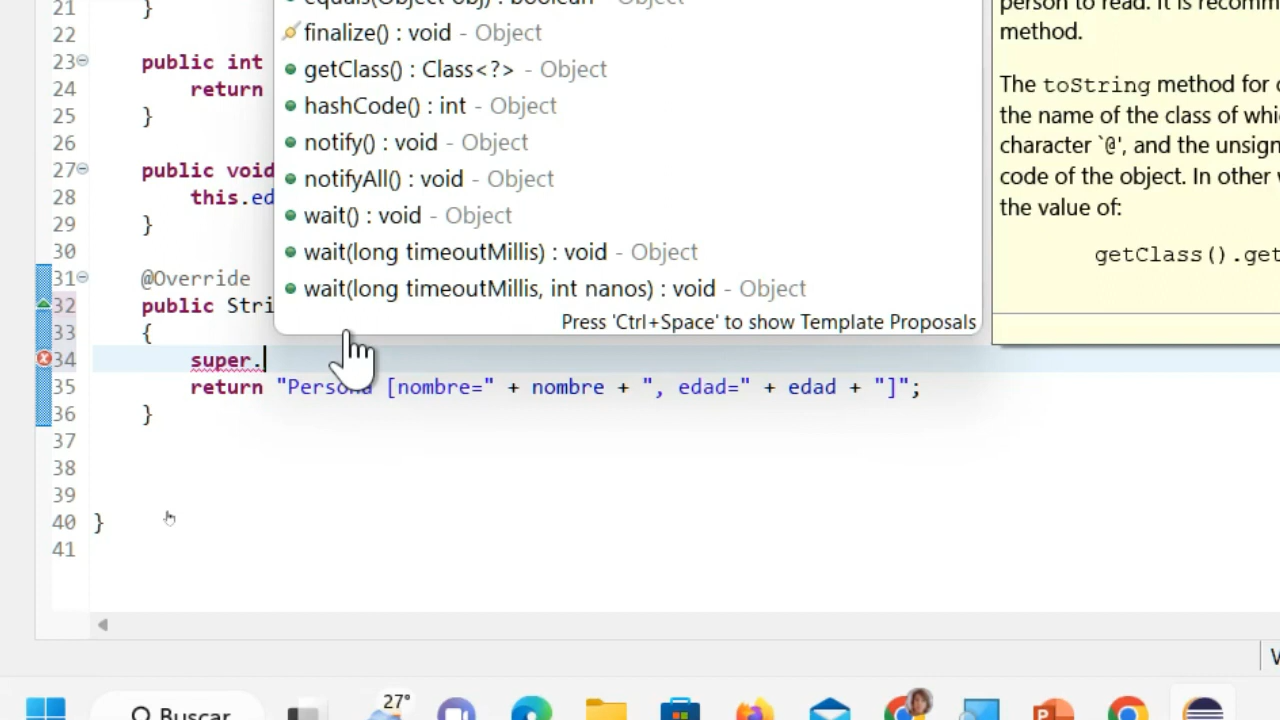 21 }
22
23 public int
24 return
25 }
26
27 public void
28 this.ed
29 }
30
31 @Override
32 public Stri
33 {
34 super.
35 return "Persona [nombre=" + nombre + ", edad=" + edad + "]";
36 }
37
38
39
40 }
41
equals(Object obj) : boolean - Object
finalize() : void - Object
getClass() : Class<?> - Object
hashCode() : int - Object
notify() : void - Object
notifyAll() : void - Object
wait() : void - Object
wait(long timeoutMillis) : void - Object
wait(long timeoutMillis, int nanos) : void - Object
Press 'Ctrl+Space' to show Template Proposals
person to read. It is recomm
method.
The toString method for
the name of the class of whi
character `@', and the unsign
code of the object. In other
the value of:
getClass().get
27°
Buscar